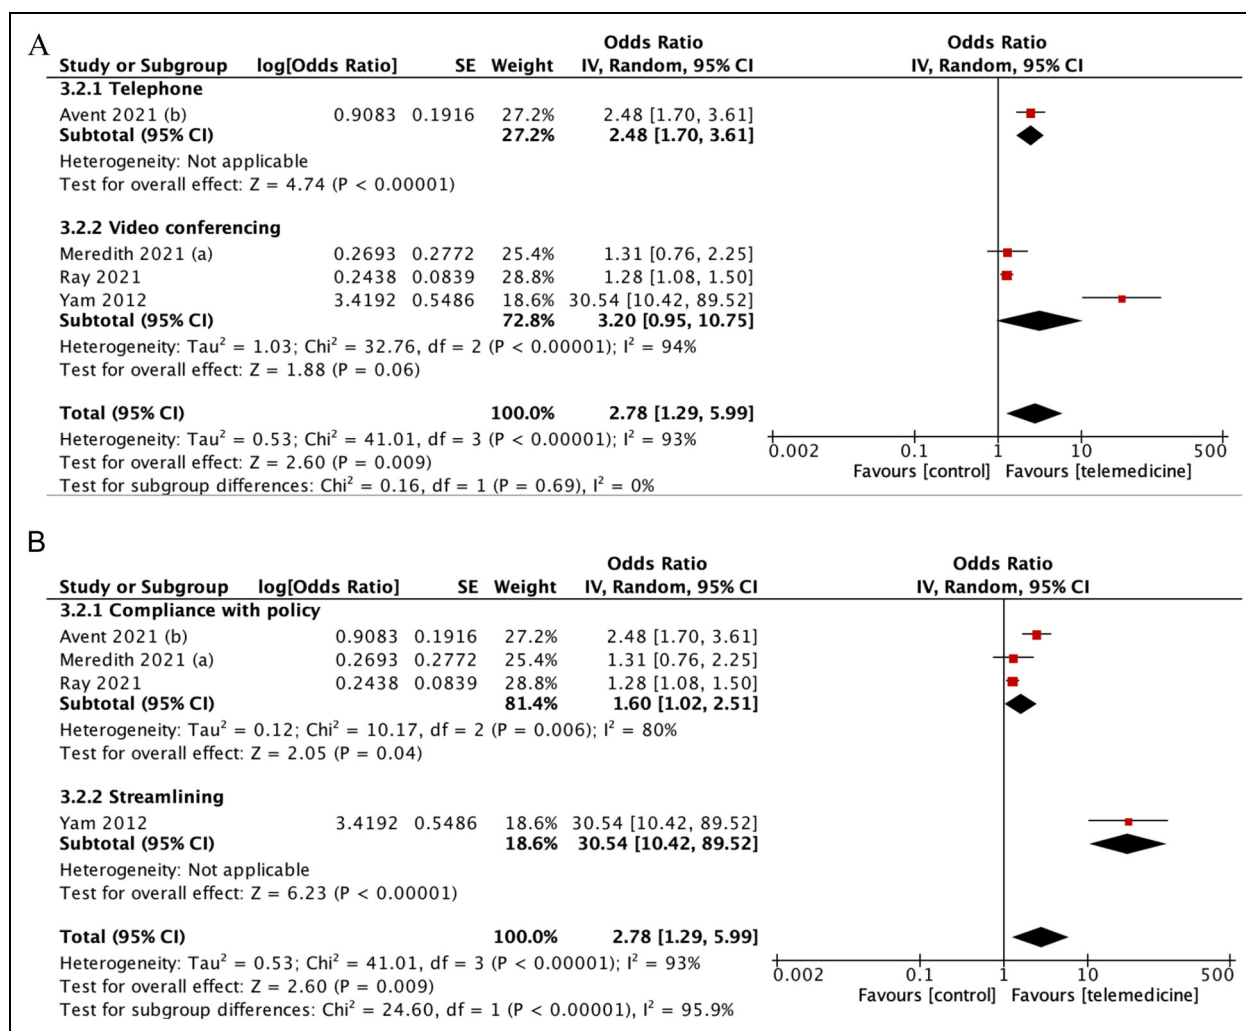 A
Odds Ratio Odds Ratio
Study or Subgroup log[Odds Ratio] SE Weight IV, Random, 95% CI IV, Random, 95% CI
3.2.1 Telephone
Avent 2021 (b) 0.9083 0.1916 27.2% 2.48 [1.70, 3.61]
Subtotal (95% CI) 27.2% 2.48 [1.70, 3.61]
Heterogeneity: Not applicable
Test for overall effect: Z = 4.74 (P < 0.00001)
3.2.2 Video conferencing
Meredith 2021 (a) 0.2693 0.2772 25.4% 1.31 [0.76, 2.25]
Ray 2021 0.2438 0.0839 28.8% 1.28 [1.08, 1.50]
Yam 2012 3.4192 0.5486 18.6% 30.54 [10.42, 89.52]
Subtotal (95% CI) 72.8% 3.20 [0.95, 10.75]
Heterogeneity: Tau² = 1.03; Chi² = 32.76, df = 2 (P < 0.00001); I² = 94%
Test for overall effect: Z = 1.88 (P = 0.06)
Total (95% CI) 100.0% 2.78 [1.29, 5.99]
Heterogeneity: Tau² = 0.53; Chi² = 41.01, df = 3 (P < 0.00001); I² = 93%
Test for overall effect: Z = 2.60 (P = 0.009)
Test for subgroup differences: Chi² = 0.16, df = 1 (P = 0.69), I² = 0%
0.002 0.1 1 10 500
Favours [control] Favours [telemedicine]
B
Odds Ratio Odds Ratio
Study or Subgroup log[Odds Ratio] SE Weight IV, Random, 95% CI IV, Random, 95% CI
3.2.1 Compliance with policy
Avent 2021 (b) 0.9083 0.1916 27.2% 2.48 [1.70, 3.61]
Meredith 2021 (a) 0.2693 0.2772 25.4% 1.31 [0.76, 2.25]
Ray 2021 0.2438 0.0839 28.8% 1.28 [1.08, 1.50]
Subtotal (95% CI) 81.4% 1.60 [1.02, 2.51]
Heterogeneity: Tau² = 0.12; Chi² = 10.17, df = 2 (P = 0.006); I² = 80%
Test for overall effect: Z = 2.05 (P = 0.04)
3.2.2 Streamlining
Yam 2012 3.4192 0.5486 18.6% 30.54 [10.42, 89.52]
Subtotal (95% CI) 18.6% 30.54 [10.42, 89.52]
Heterogeneity: Not applicable
Test for overall effect: Z = 6.23 (P < 0.00001)
Total (95% CI) 100.0% 2.78 [1.29, 5.99]
Heterogeneity: Tau² = 0.53; Chi² = 41.01, df = 3 (P < 0.00001); I² = 93%
Test for overall effect: Z = 2.60 (P = 0.009)
Test for subgroup differences: Chi² = 24.60, df = 1 (P < 0.00001), I² = 95.9%
0.002 0.1 1 10 500
Favours [control] Favours [telemedicine]